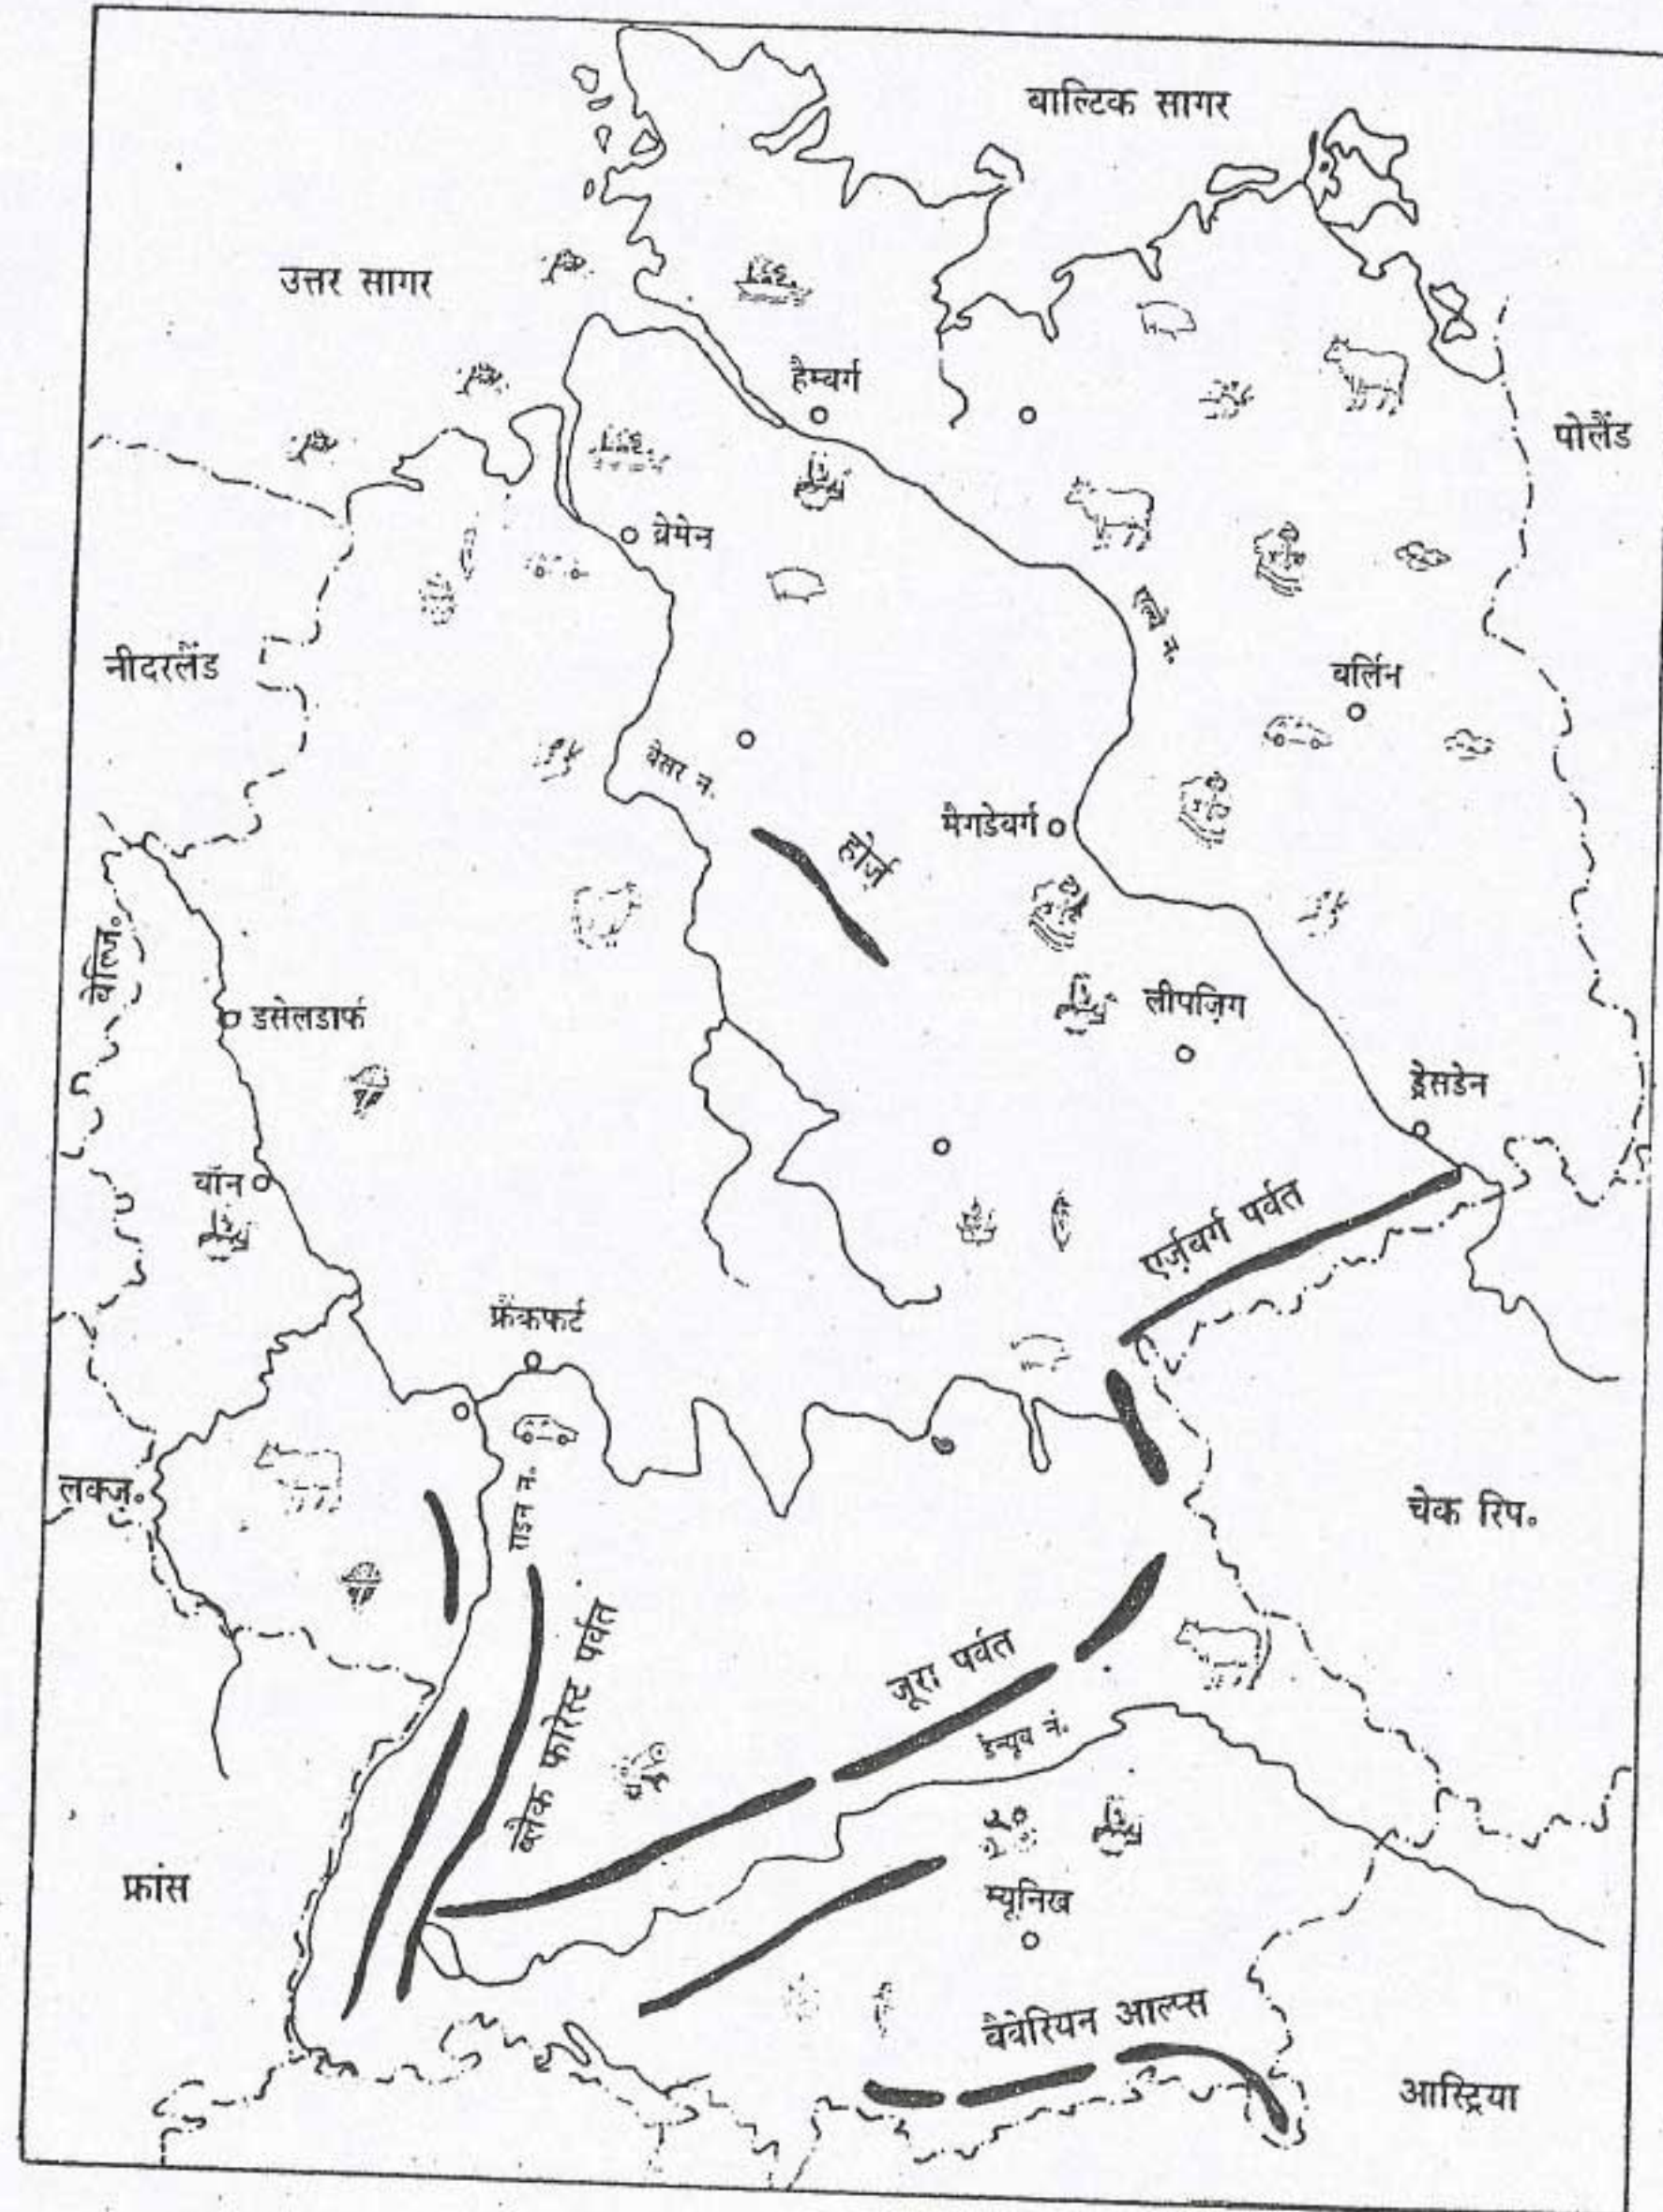 बाल्टिक सागर
उत्तर सागर
हैम्बर्ग
पोलैंड
ब्रेमेन
एल्बे न.
नीदरलैंड
बर्लिन
वेसर न.
मैगडेबर्ग
होर्ज़
बेल्जि.
लीपज़िग
डसेलडार्फ
ड्रेसडेन
बॉन
एर्ज़बर्ग पर्वत
फ्रैंकफर्ट
लक्ज़.
राइन न.
चेक रिप.
ब्लैक फारेस्ट पर्वत
जूरा पर्वत
डेन्यूब न.
फ्रांस
म्यूनिख
बैवेरियन आल्प्स
आस्ट्रिया